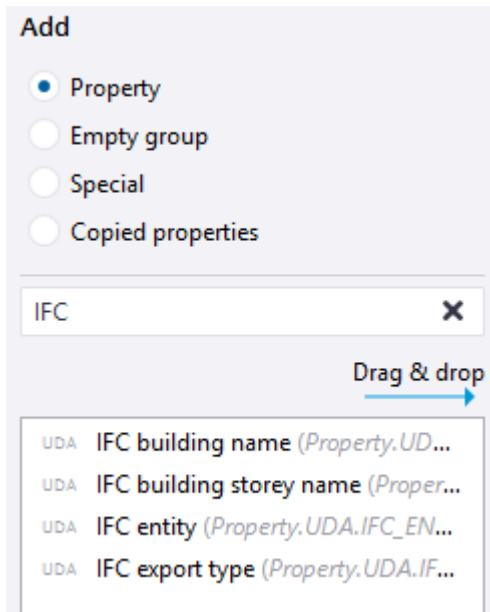 Add
Property
Empty group
Special
Copied properties
IFC
Drag & drop
UDA IFC building name (Property.UD...
UDA IFC building storey name (Proper...
UDA IFC entity (Property.UDA.IFC_EN...
UDA IFC export type (Property.UDA.IF...